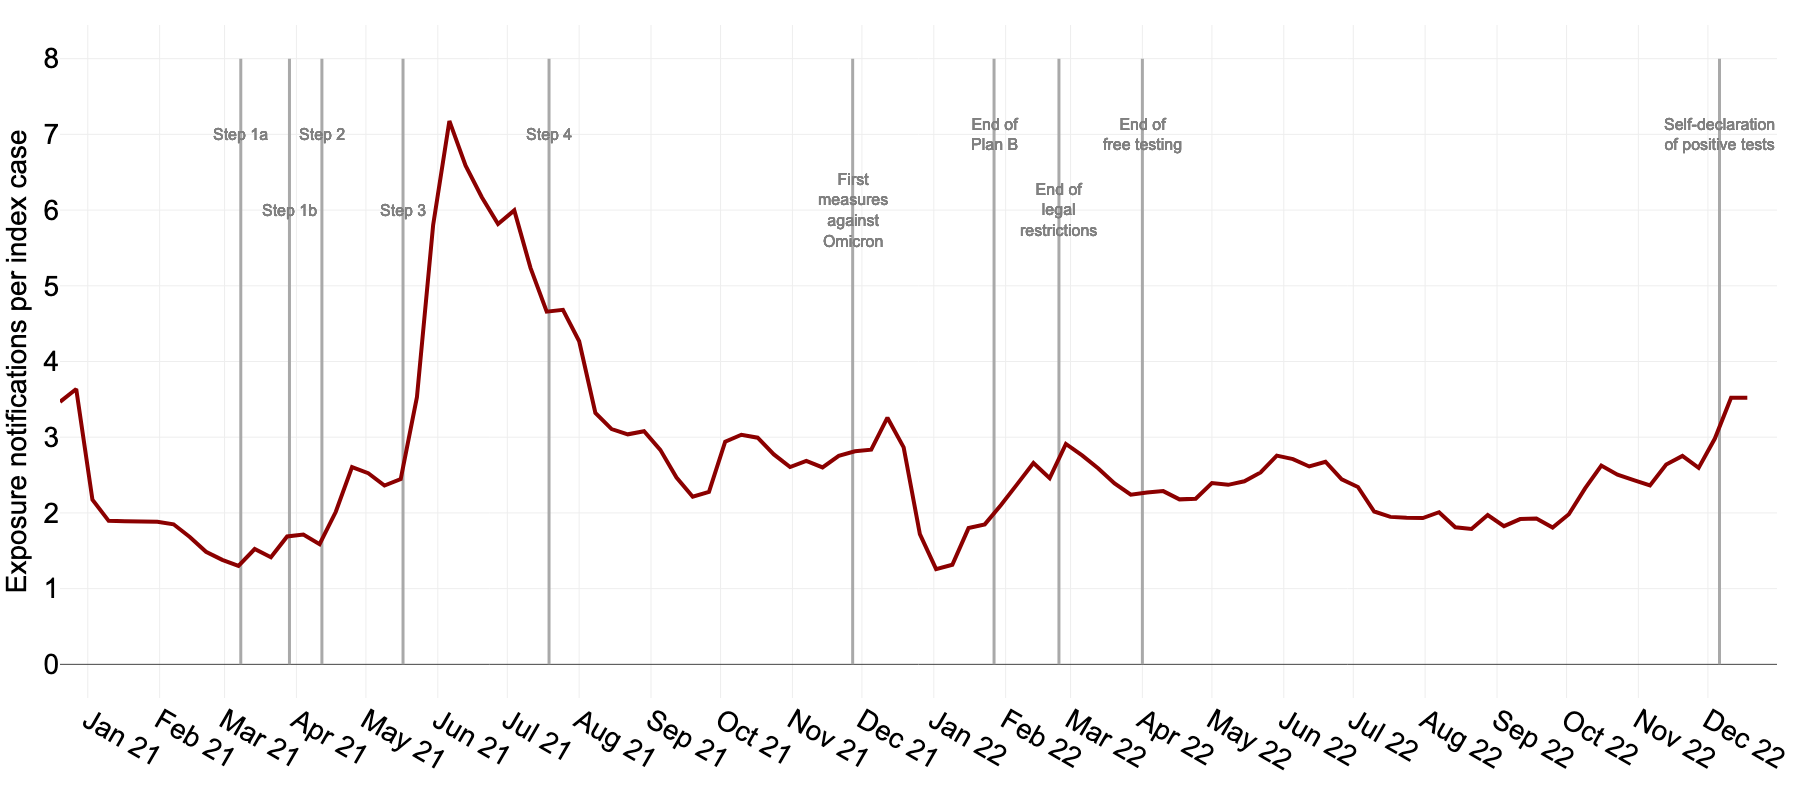 Exposure notifications per index case
8
7
6
5
4
3
2
1
0
Step 1a
Step 1b
Step 2
Step 3
Step 4
First
measures
against
Omicron
End of
Plan B
End of
legal
restrictions
End of
free testing
Self-declaration
of positive tests
Jan 21
Feb 21
Mar 21
Apr 21
May 21
Jun 21
Jul 21
Aug 21
Sep 21
Oct 21
Nov 21
Dec 21
Jan 22
Feb 22
Mar 22
Apr 22
May 22
Jun 22
Jul 22
Aug 22
Sep 22
Oct 22
Nov 22
Dec 22